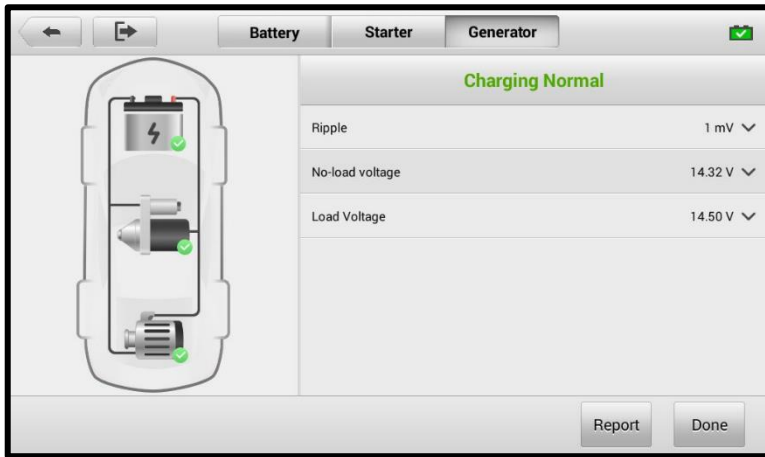 Battery Starter Generator
Charging Normal
Ripple 1 mV
No-load voltage 14.32 V
Load Voltage 14.50 V
Report Done